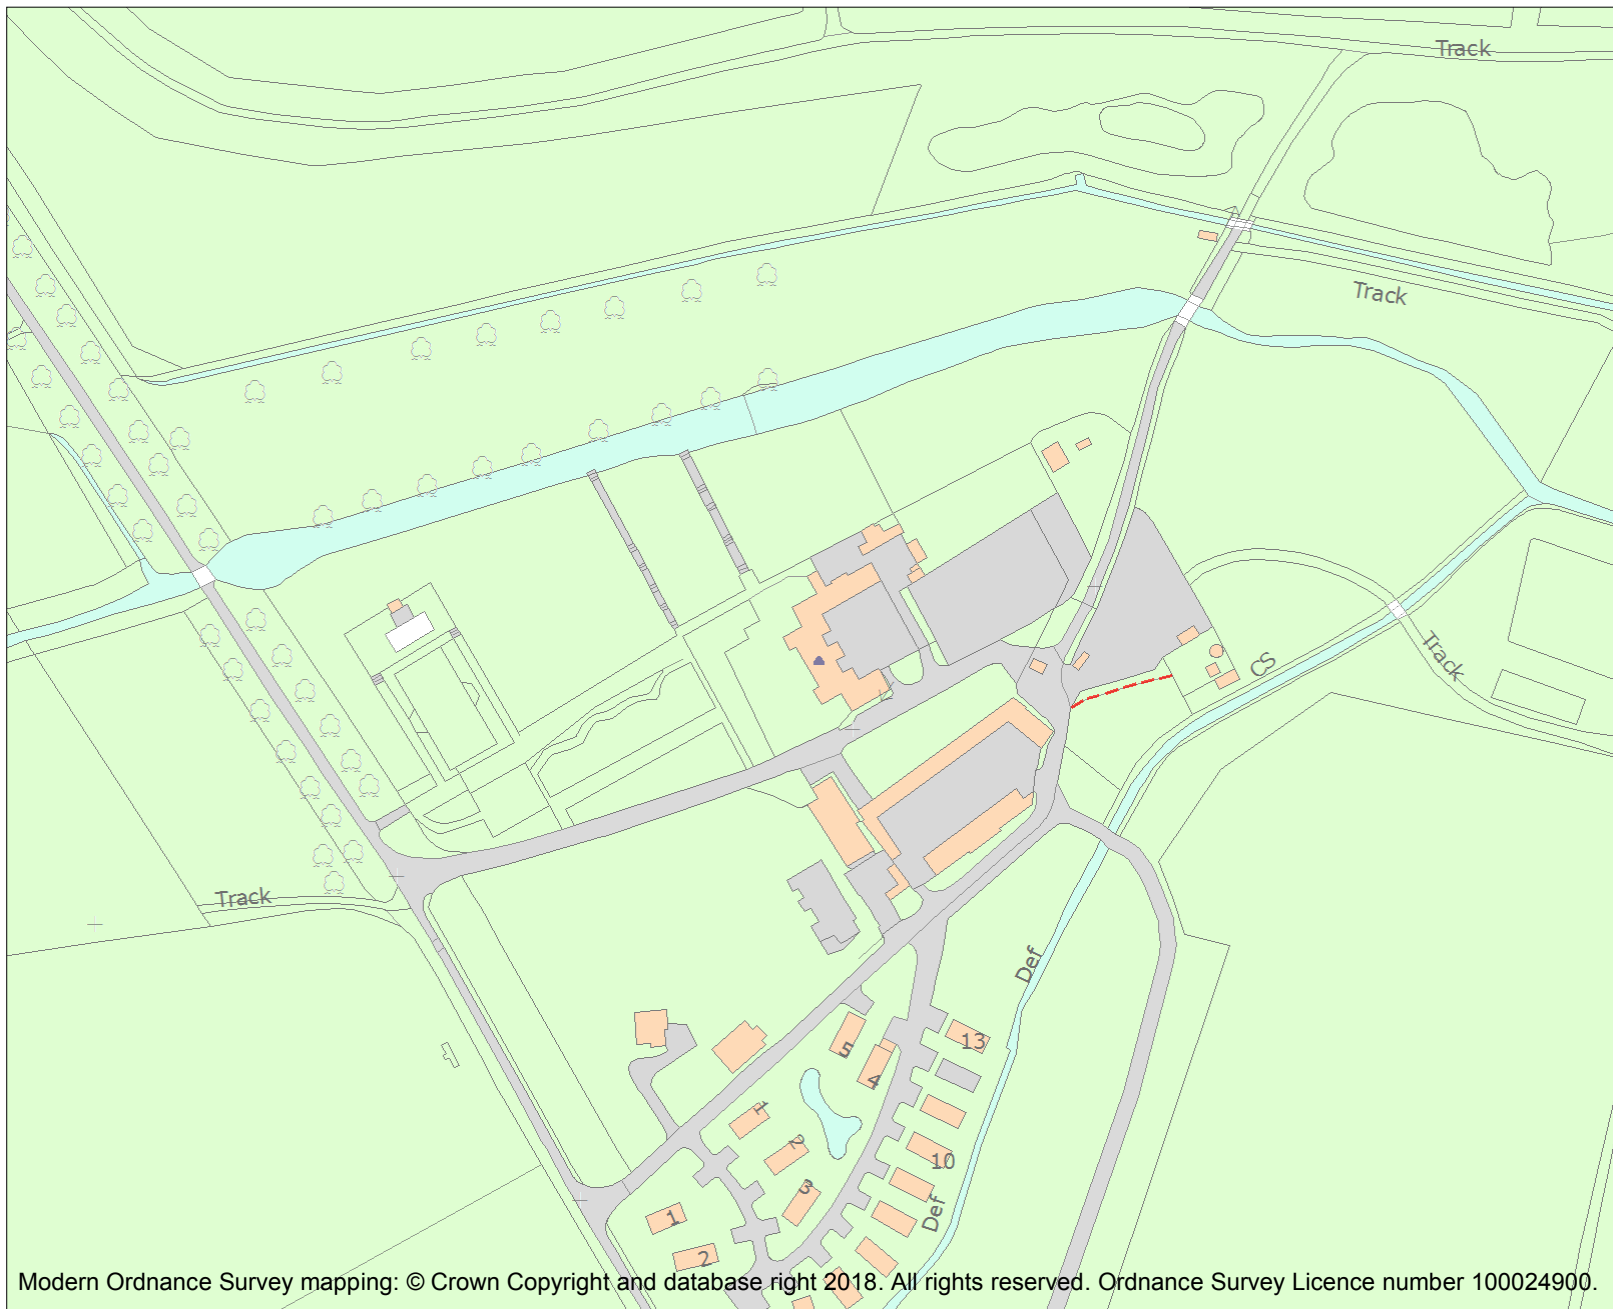 Track
Track
CS
Track
Track
Def
13
5
4
1
2
10
3
Def
1
2
Modern Ordnance Survey mapping: © Crown Copyright and database right 2018. All rights reserved. Ordnance Survey Licence number 100024900.